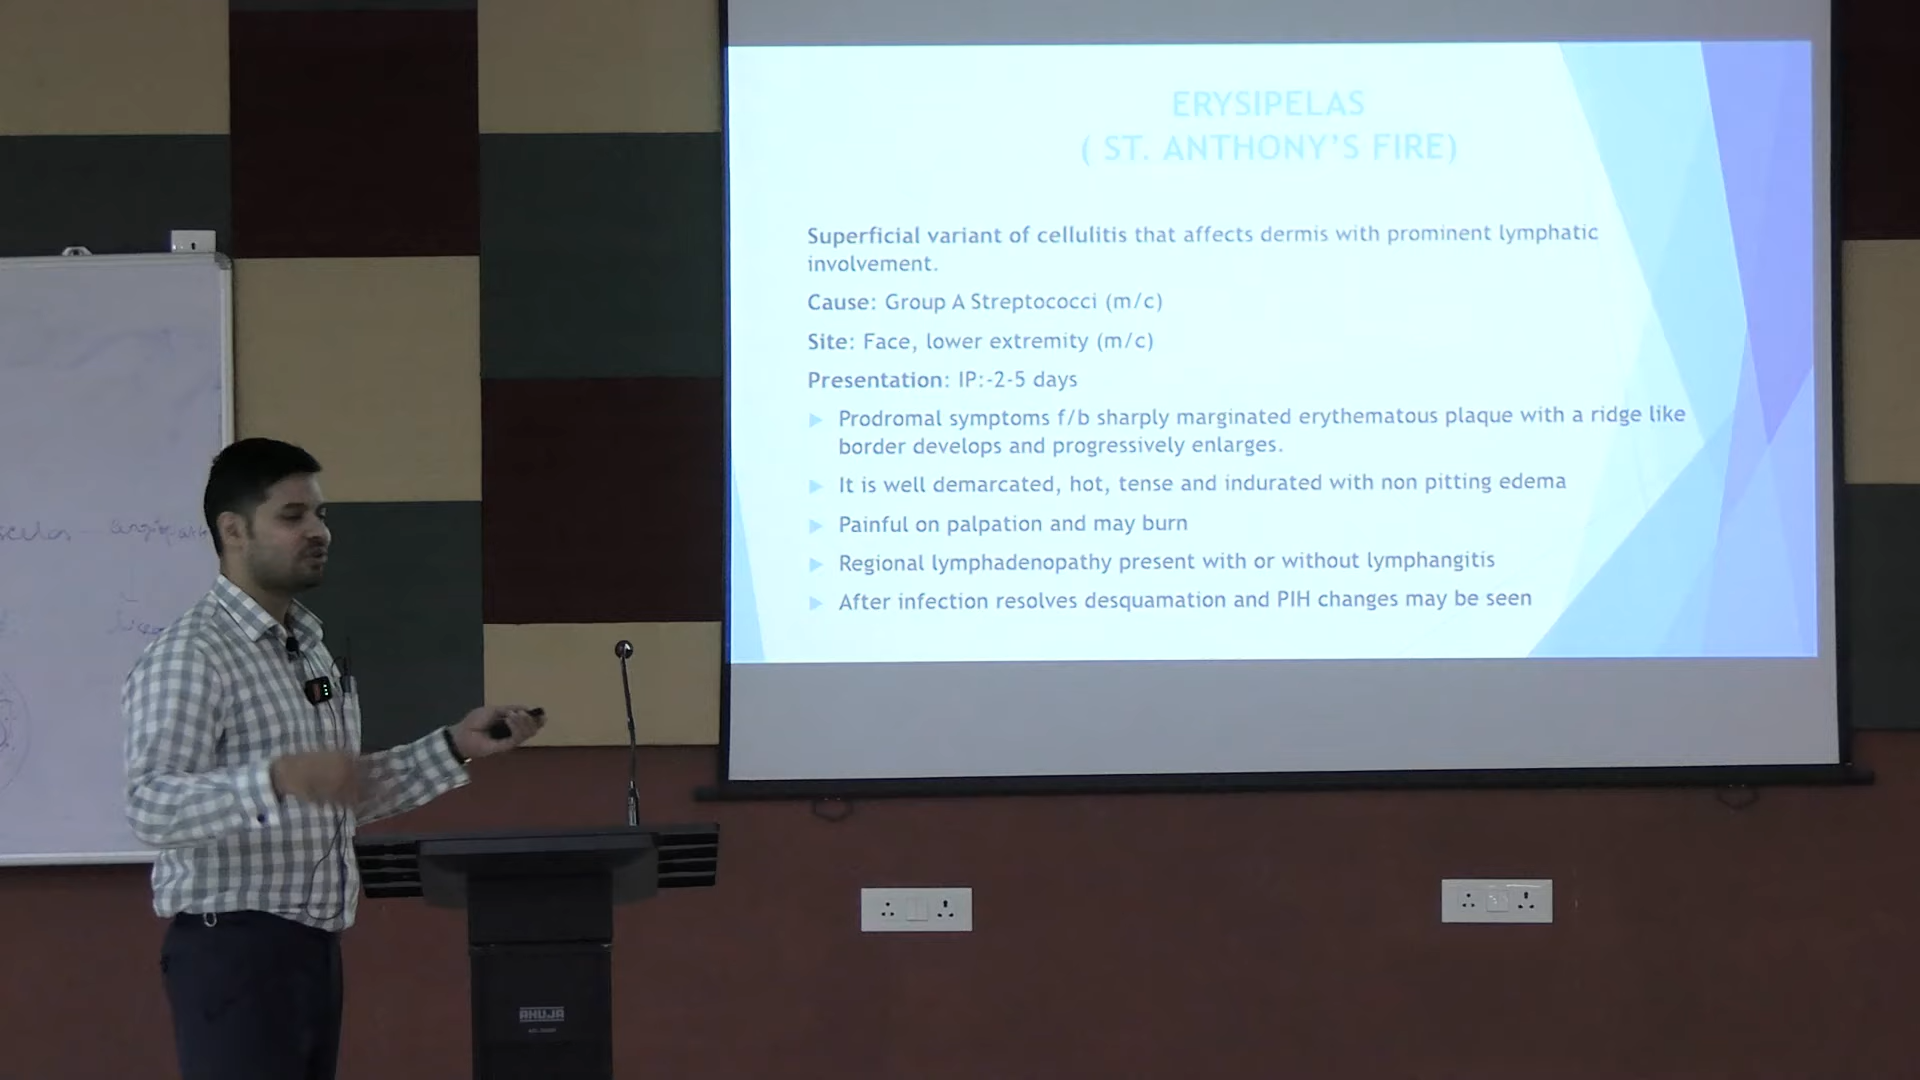 ERYSIPELAS
( ST. ANTHONY'S FIRE)
Superficial variant of cellulitis that affects dermis with prominent lymphatic
involvement.
Cause: Group A Streptococci (m/c)
Site: Face, lower extremity (m/c)
Presentation: IP:-2-5 days
Prodromal symptoms f/b sharply marginated erythematous plaque with a ridge like
border develops and progressively enlarges.
It is well demarcated, hot, tense and indurated with non pitting edema
Painful on palpation and may burn
Regional lymphadenopathy present with or without lymphangitis
After infection resolves desquamation and PIH changes may be seen
AHUJA